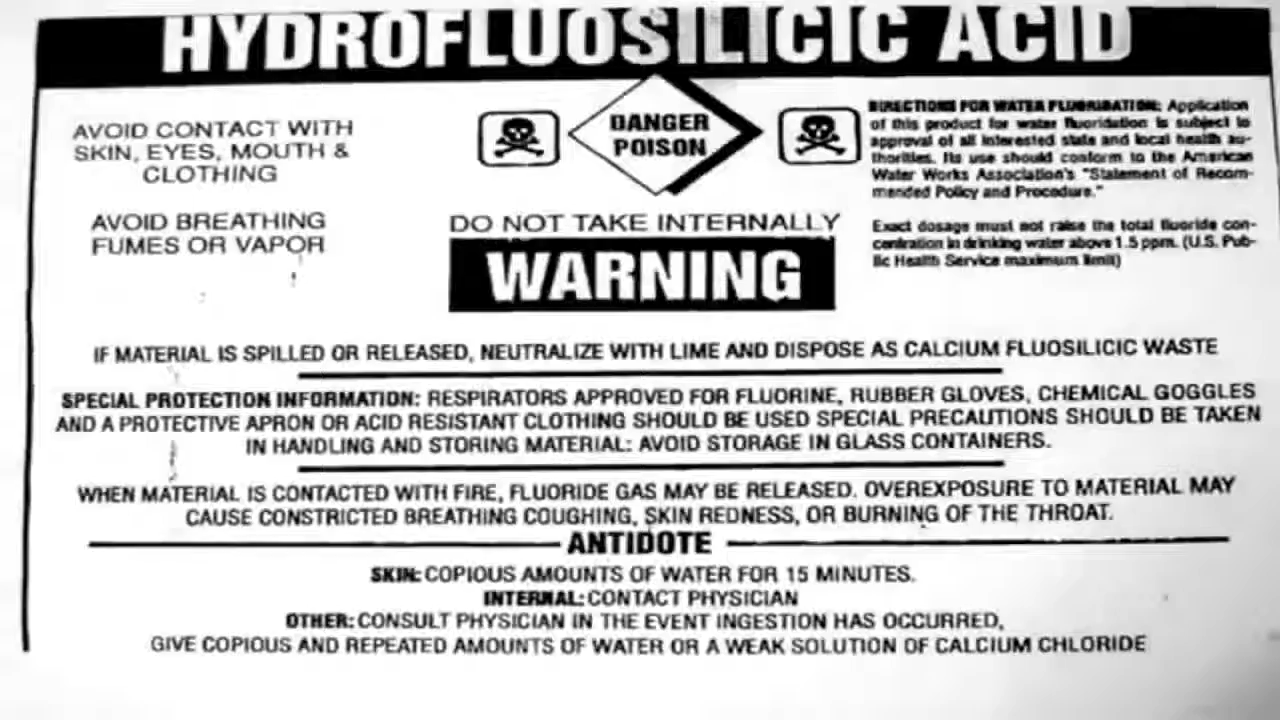 HYDROFLUOSILICIC ACID
AVOID CONTACT WITH
SKIN, EYES, MOUTH &
CLOTHING
AVOID BREATHING
FUMES OR VAPOR
DANGER
POISON
DO NOT TAKE INTERNALLY
WARNING
DIRECTIONS FOR WATER FLUORIDATION: Application
of this product for water fluoridation is subject to
approval of all interested state and local health au-
thorities. Its use should conform to the American
Water Works Association's "Statement of Recom-
mended Policy and Procedure."
Exact dosage must not raise the total fluoride con-
centration in drinking water above 1.5 ppm. (U.S. Pub-
lic Health Service maximum limit)
IF MATERIAL IS SPILLED OR RELEASED, NEUTRALIZE WITH LIME AND DISPOSE AS CALCIUM FLUOSILICIC WASTE
SPECIAL PROTECTION INFORMATION: RESPIRATORS APPROVED FOR FLUORINE, RUBBER GLOVES, CHEMICAL GOGGLES
AND A PROTECTIVE APRON OR ACID RESISTANT CLOTHING SHOULD BE USED SPECIAL PRECAUTIONS SHOULD BE TAKEN
IN HANDLING AND STORING MATERIAL: AVOID STORAGE IN GLASS CONTAINERS.
WHEN MATERIAL IS CONTACTED WITH FIRE, FLUORIDE GAS MAY BE RELEASED. OVEREXPOSURE TO MATERIAL MAY
CAUSE CONSTRICTED BREATHING COUGHING, SKIN REDNESS, OR BURNING OF THE THROAT.
ANTIDOTE
SKIN: COPIOUS AMOUNTS OF WATER FOR 15 MINUTES.
INTERNAL: CONTACT PHYSICIAN
OTHER: CONSULT PHYSICIAN IN THE EVENT INGESTION HAS OCCURRED,
GIVE COPIOUS AND REPEATED AMOUNTS OF WATER OR A WEAK SOLUTION OF CALCIUM CHLORIDE